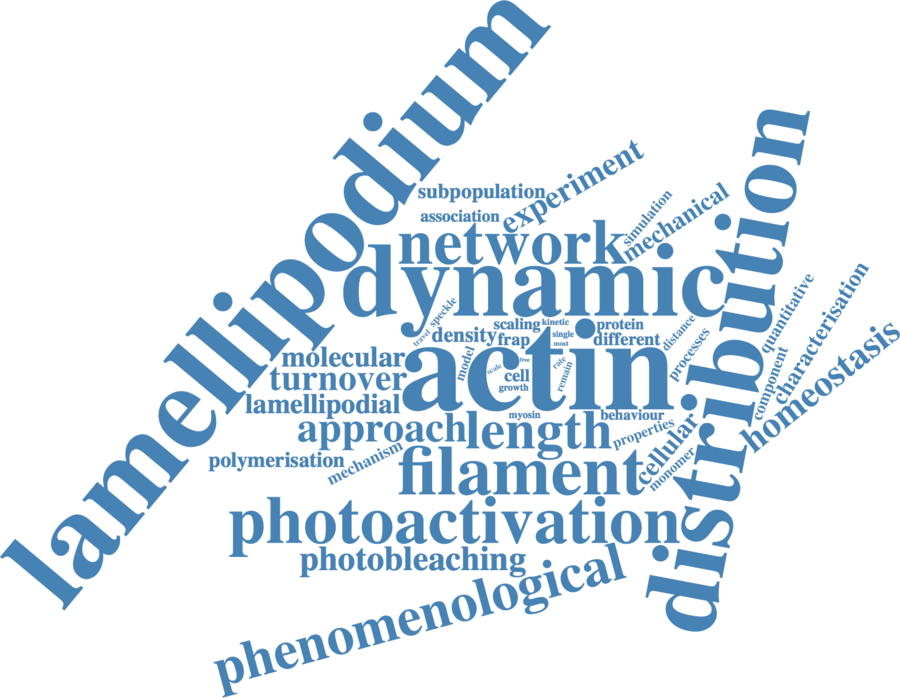 lamellipodium
distribution
subpopulation
experiment
association
simulation
mechanical
network
dynamic
travel
speckle
quantitative
characterisation
density
scaling
kinetic
protein
frap
single
most
different
distance
processes
homeostasis
component
molecular
model
actin
free
rate
scale
cell
remain
growth
turnover
lamellipodial
myosin
behaviour
approach
length
properties
cellular
monomer
polymerisation
mechanism
filament
photoactivation
photobleaching
phenomenological